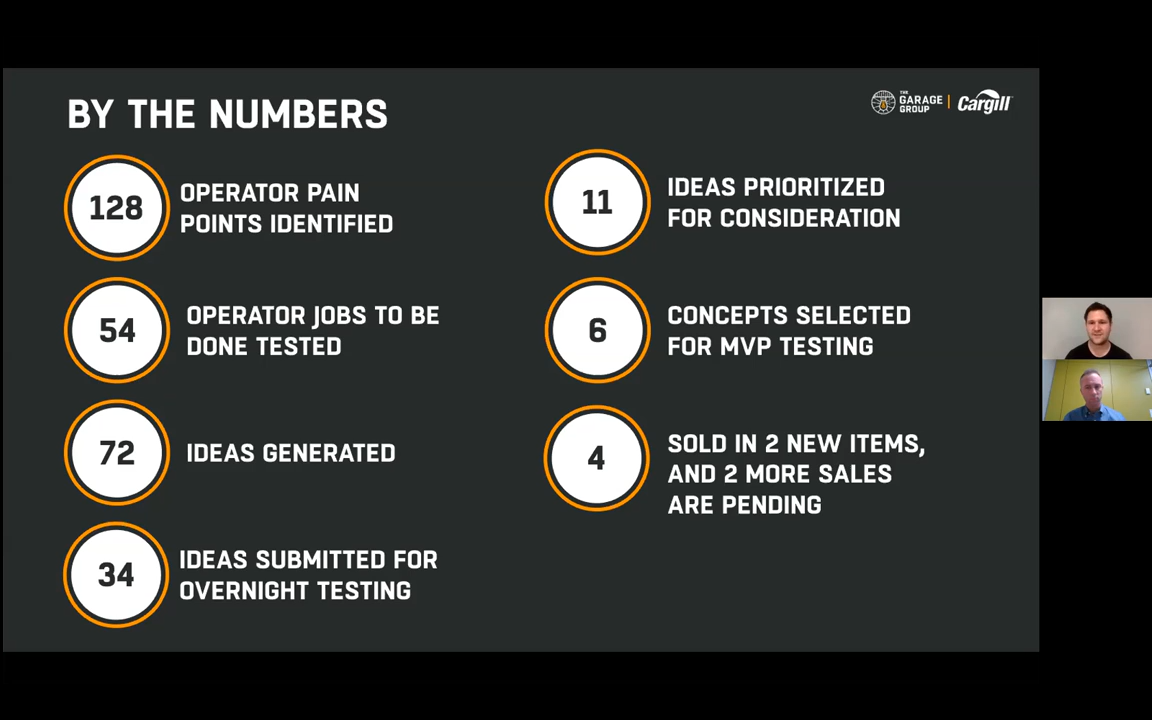 BY THE NUMBERS
THE
GARAGE
GROUP
Cargill
128
OPERATOR PAIN
POINTS IDENTIFIED
54
OPERATOR JOBS TO BE
DONE TESTED
72
IDEAS GENERATED
34
IDEAS SUBMITTED FOR
OVERNIGHT TESTING
11
IDEAS PRIORITIZED
FOR CONSIDERATION
6
CONCEPTS SELECTED
FOR MVP TESTING
4
SOLD IN 2 NEW ITEMS,
AND 2 MORE SALES
ARE PENDING